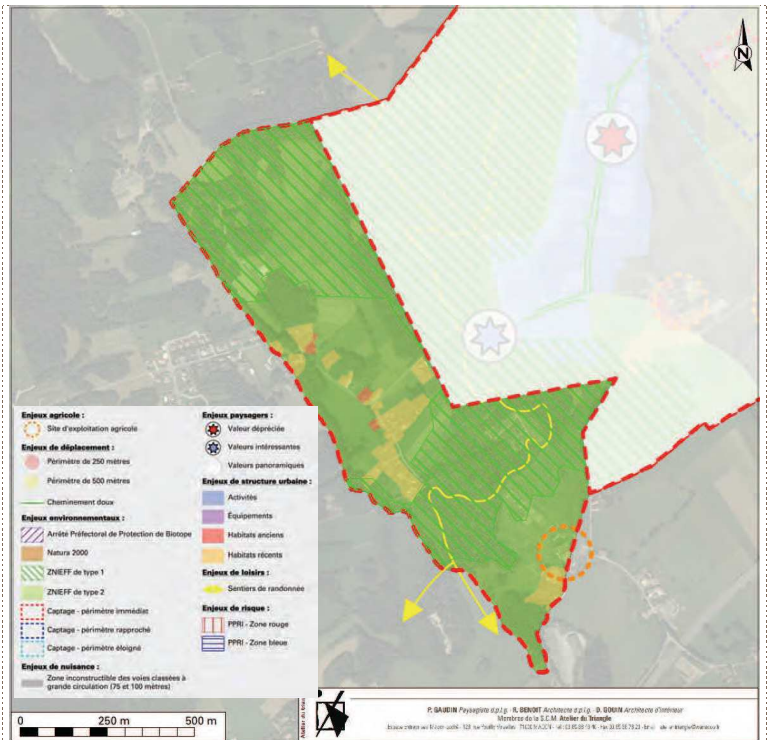 N
Enjeux agricole :
Site d'exploitation agricole
Enjeux de déplacement :
Périmètre de 250 mètres
Périmètre de 500 mètres
Cheminement doux
Enjeux environnementaux :
Arrêté Préfectoral de Protection de Biotope
Natura 2000
ZNIEFF de type 1
ZNIEFF de type 2
Captage - périmètre immédiat
Captage - périmètre rapproché
Captage - périmètre éloigné
Enjeux de nuisance :
Zone inconstructible des voies classées à
grande circulation (75 et 100 mètres)
Enjeux paysagers :
Valeur dépréciée
Valeurs intéressantes
Valeurs panoramiques
Enjeux de structure urbaine :
Activités
Équipements
Habitats anciens
Habitats récents
Enjeux de loisirs :
Sentiers de randonnée
Enjeux de risque :
PPRI - Zone rouge
PPRI - Zone bleue
0 250 m 500 m
P. GAUDIN Paysagiste d.p.l.g. - R. BENOIT Architecte d.p.l.g. - D. GOUIN Architecte d'intérieur
Membres de la S.C.M. Atelier du Triangle